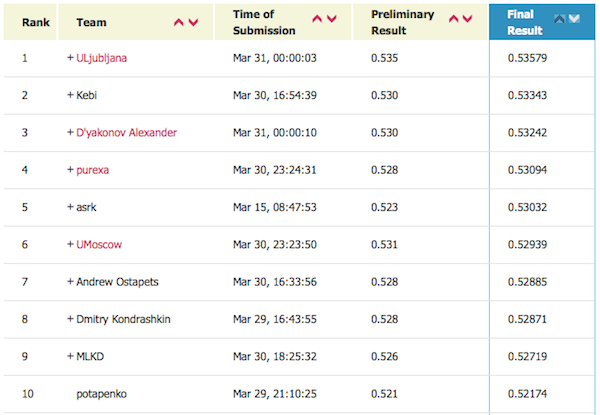 Rank Team Time of Submission Preliminary Result Final Result
1 + ULjubljana Mar 31, 00:00:03 0.535 0.53579
2 + Kebi Mar 30, 16:54:39 0.530 0.53343
3 + D'yakonov Alexander Mar 31, 00:00:10 0.530 0.53242
4 + purexa Mar 30, 23:24:31 0.528 0.53094
5 + asrk Mar 15, 08:47:53 0.523 0.53032
6 + UMoscow Mar 30, 23:23:50 0.531 0.52939
7 + Andrew Ostapets Mar 30, 16:33:56 0.528 0.52885
8 + Dmitry Kondrashkin Mar 29, 16:43:55 0.528 0.52871
9 + MLKD Mar 30, 18:25:32 0.526 0.52719
10 potapenko Mar 29, 21:10:25 0.521 0.52174